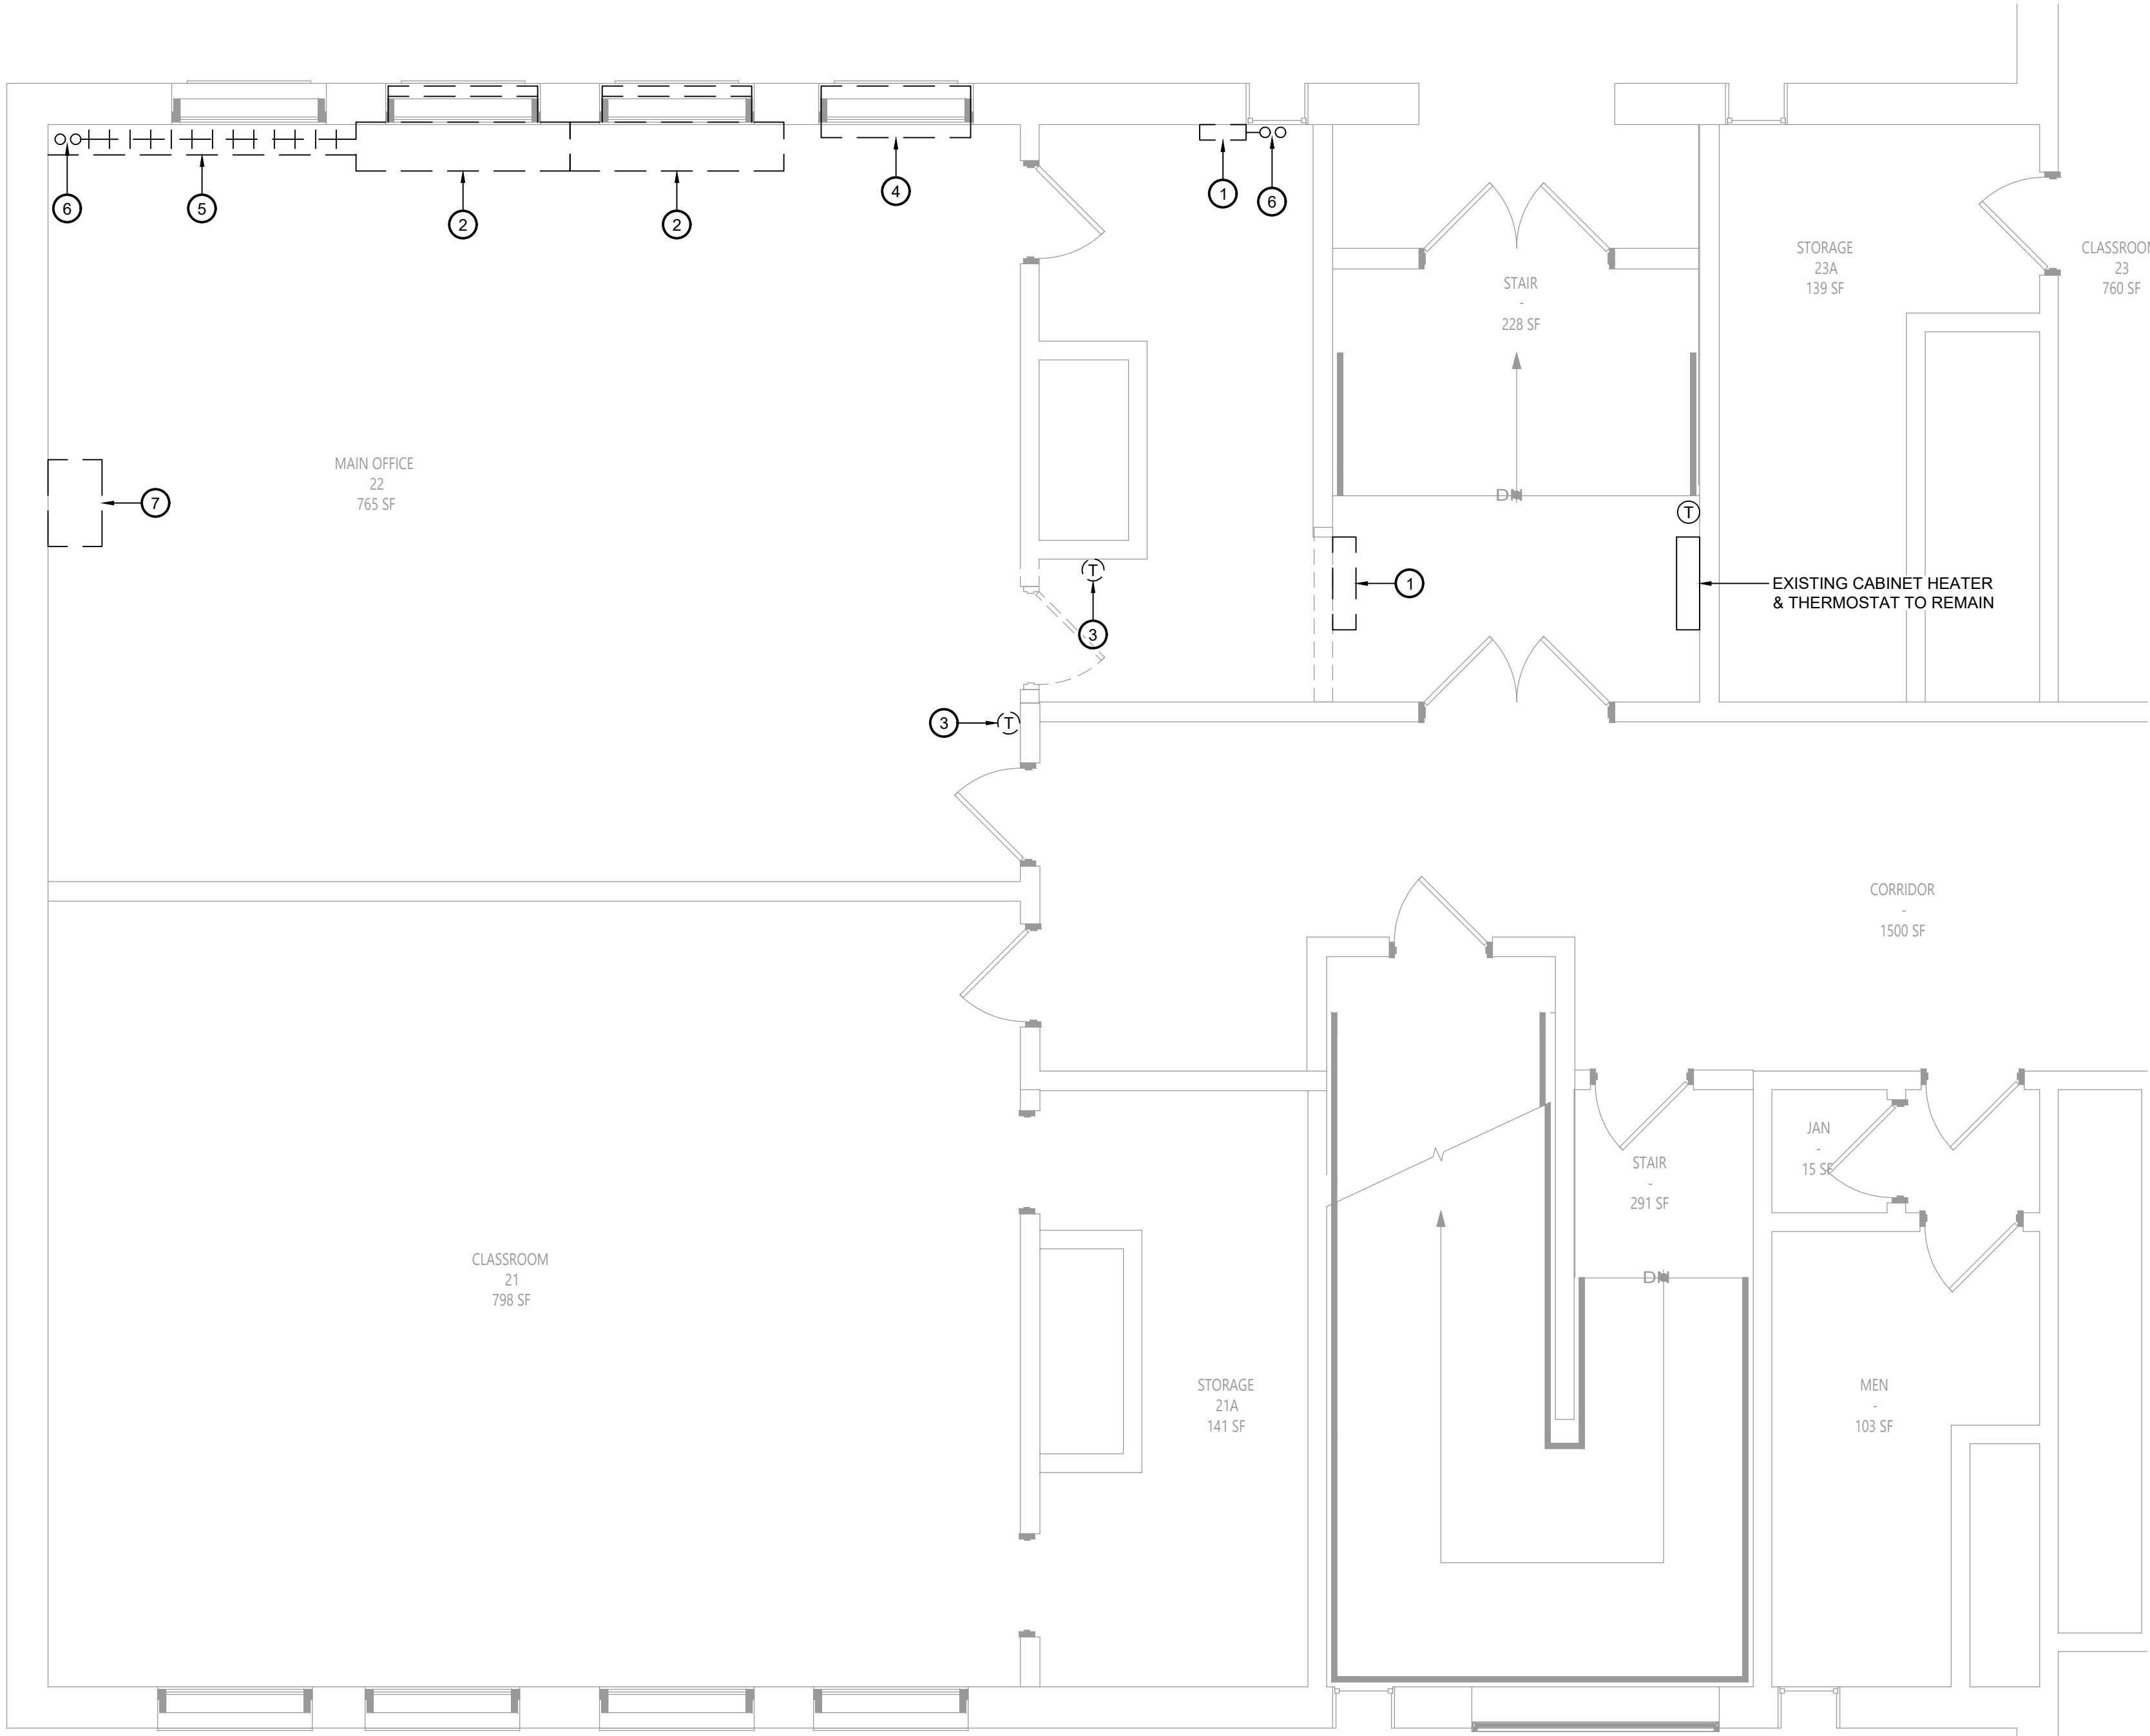 6
5
2
2
4
1
6
STORAGE
23A
139 SF
CLASSROOM
23
760 SF
STAIR
-
228 SF
MAIN OFFICE
22
765 SF
7
DN
T
T
1
EXISTING CABINET HEATER
& THERMOSTAT TO REMAIN
3
3
T
CORRIDOR
-
1500 SF
JAN
-
15 SF
STAIR
-
291 SF
CLASSROOM
21
798 SF
DN
STORAGE
21A
141 SF
MEN
-
103 SF